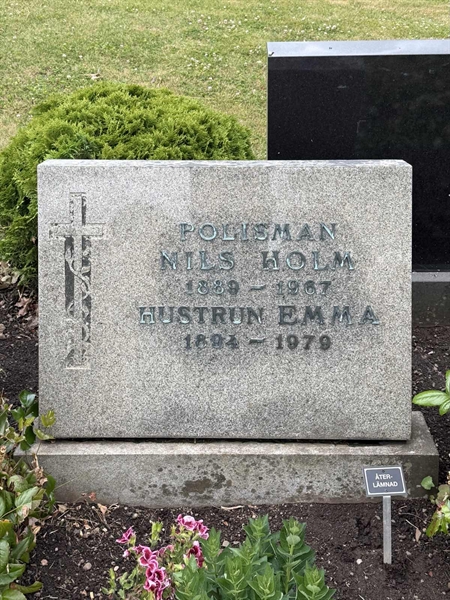 POLISMAN
NILS HOLM
1889 – 1967
HUSTRUN EMMA
1894 – 1979
ÅTER-
LÄMNAD